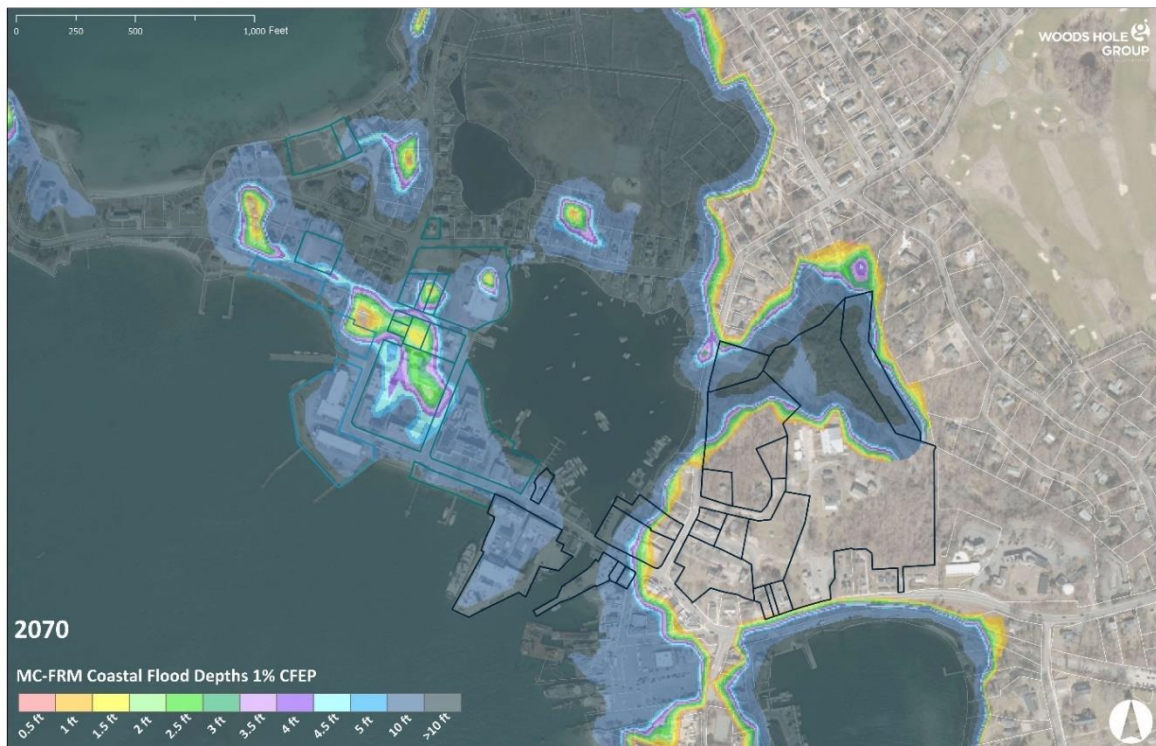 0 250 500 1,000 Feet
WOODS HOLE
GROUP
2070
MC-FRM Coastal Flood Depths 1% CFEP
0.5 ft 1 ft 1.5 ft 2 ft 2.5 ft 3 ft 3.5 ft 4 ft 4.5 ft 5 ft 10 ft >10 ft